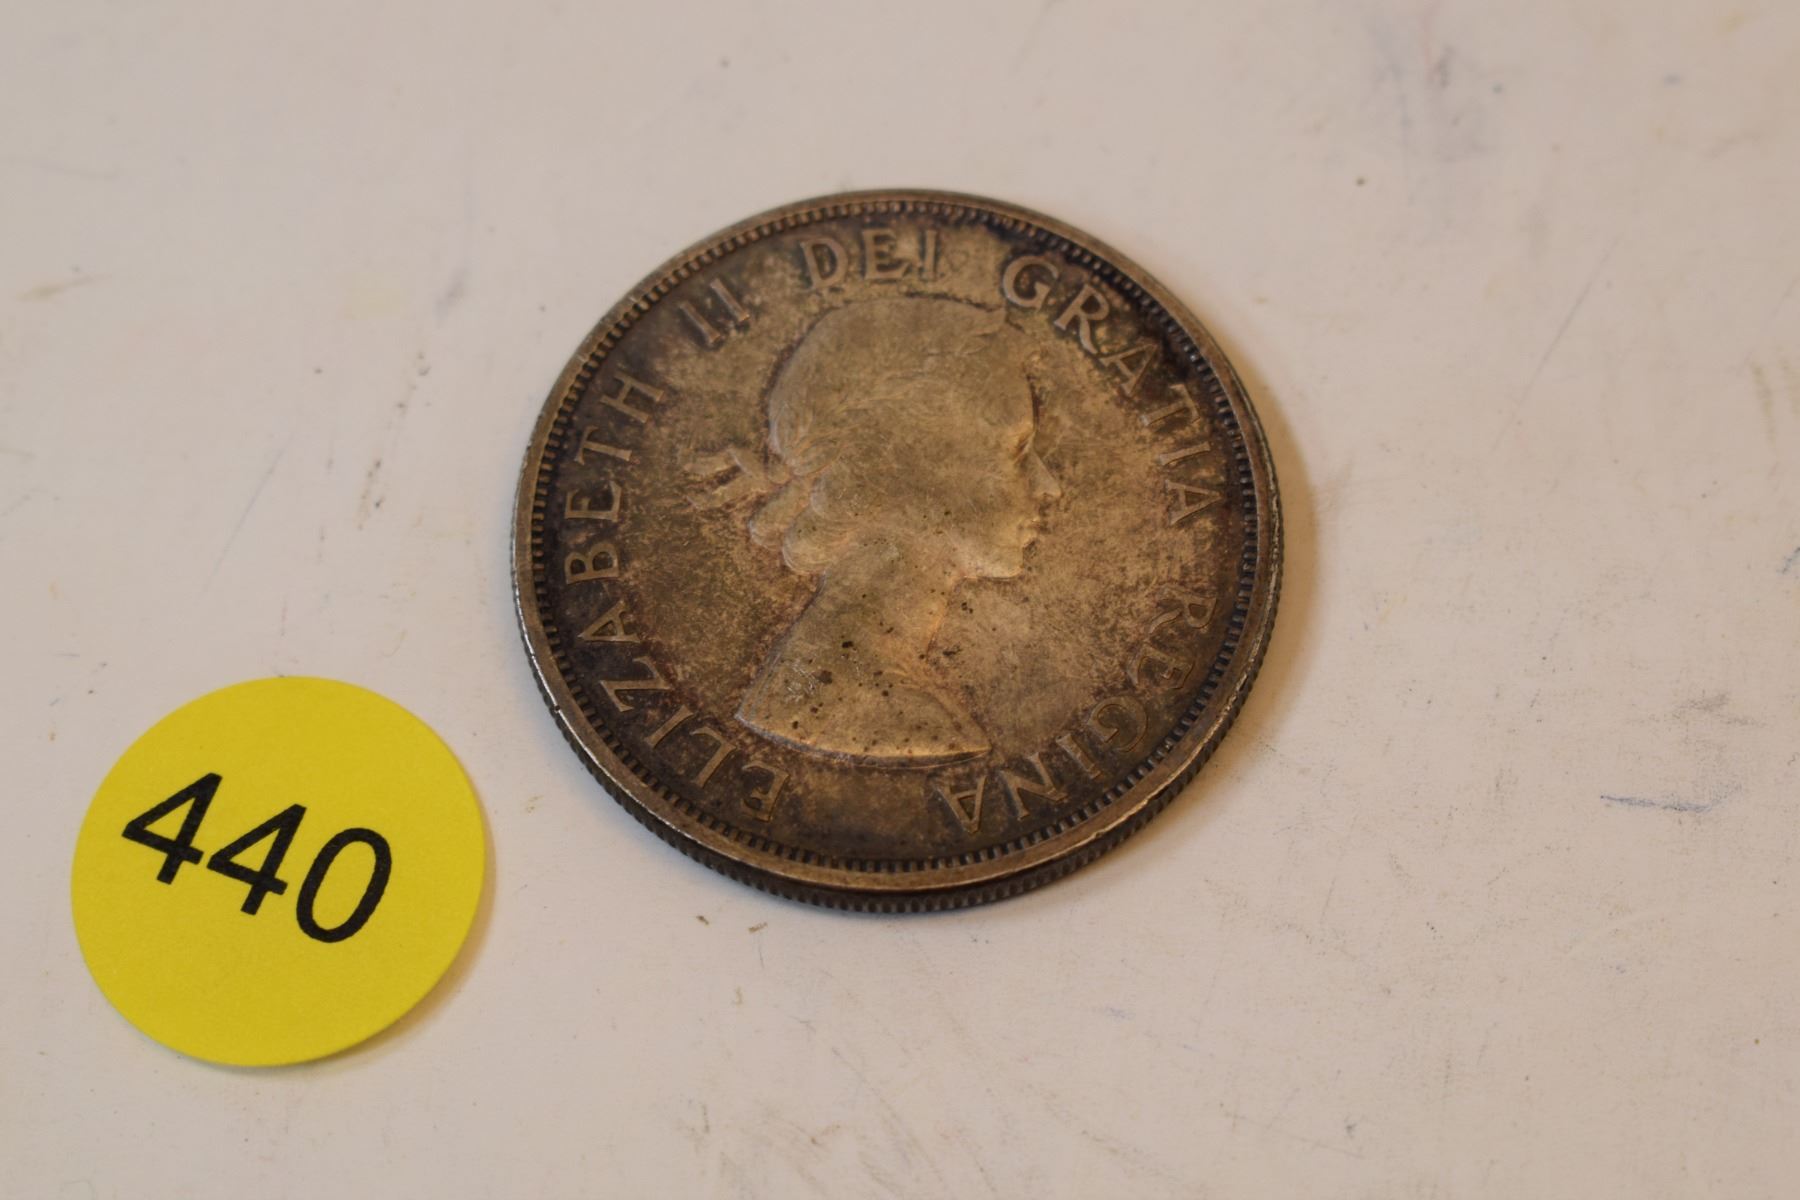 ELIZABETH II DEI GRATIA REGINA
440